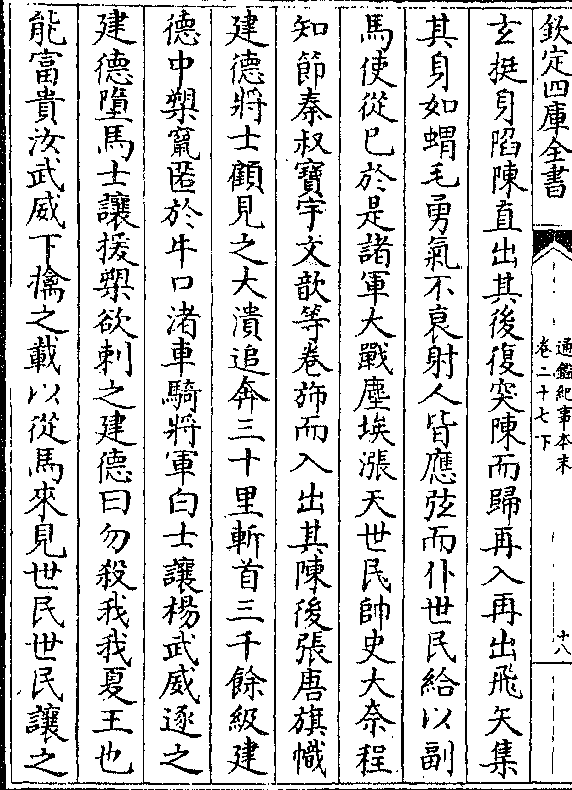 欽定四庫全書
通鑑紀事本末
卷二十七下
十八
玄挺身陷陳直出其後復突陳而歸再入再出飛矢集
其身如蝟毛勇氣不衰射人皆應弦而仆世民給以副
馬使從已於是諸軍大戰塵埃漲天世民帥史大奈程
知節秦叔寶宇文歆等卷斾而入出其陳後張唐旗幟
建德將士顧見之大潰追奔三十里斬首三千餘級建
德中槊竄匿於牛口渚車騎將軍白士讓楊武威逐之
建德墮馬士讓援槊欲刺之建德曰勿殺我我夏王也
能富貴汝武威下擒之載以從馬來見世民世民讓之